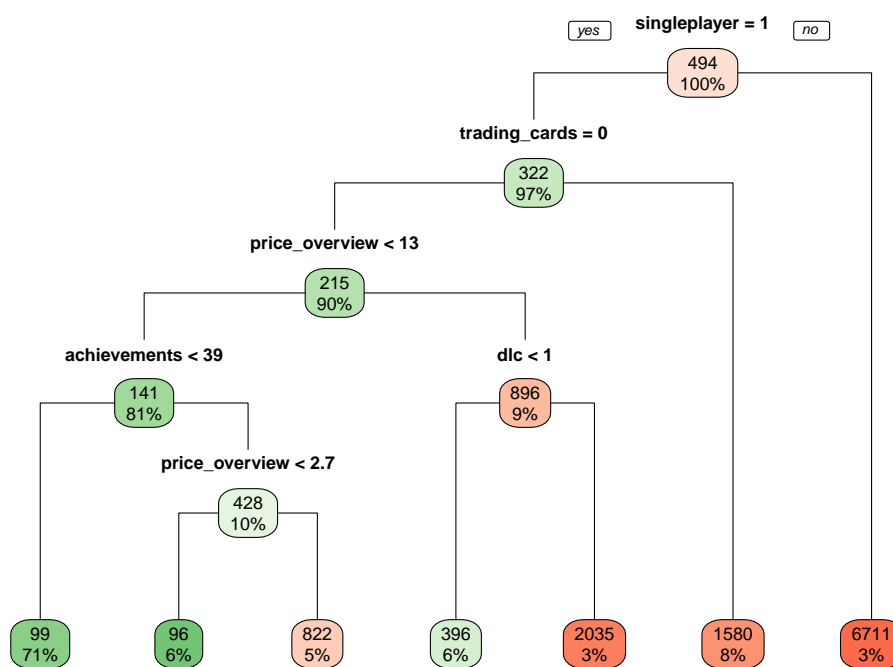 yes singleplayer = 1 no
494
100%
trading_cards = 0
322
97%
price_overview < 13
215
90%
achievements < 39 dlc < 1
141 896
81% 9%
price_overview < 2.7
428
10%
99 96 822 396 2035 1580 6711
71% 6% 5% 6% 3% 8% 3%